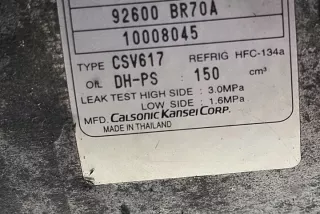 92600 BR70A
10008045
TYPE CSV617 REFRIG HFC-134a
OIL DH-PS : 150 cm³
LEAK TEST HIGH SIDE : 3.0MPa
LOW SIDE : 1.6MPa
MFD. CALSONIC KANSEI CORP.
MADE IN THAILAND